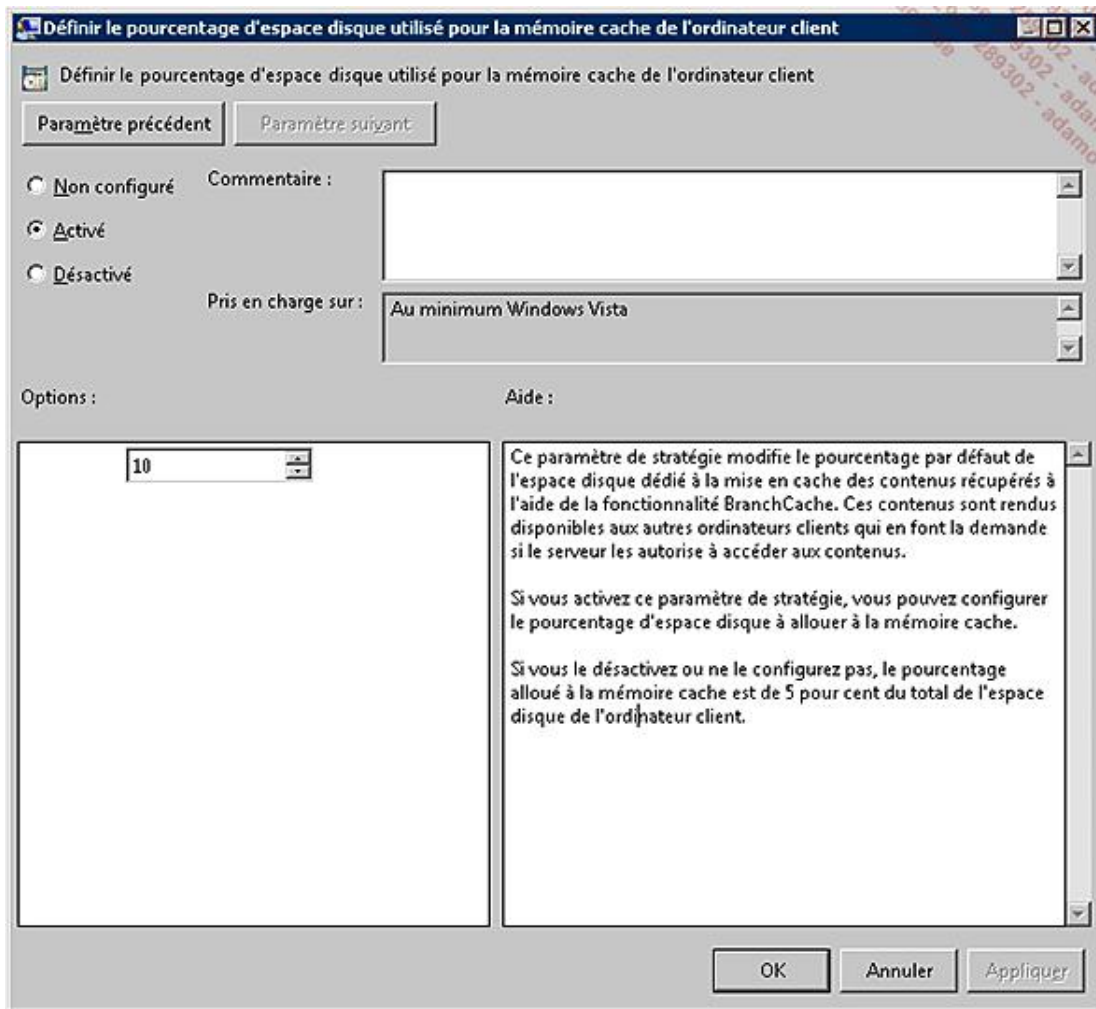 Définir le pourcentage d'espace disque utilisé pour la mémoire cache de l'ordinateur client
Définir le pourcentage d'espace disque utilisé pour la mémoire cache de l'ordinateur client
Paramètre précédent
Paramètre suivant
Non configuré
Commentaire :
Activé
Désactivé
Pris en charge sur :
Au minimum Windows Vista
Options :
Aide :
10
Ce paramètre de stratégie modifie le pourcentage par défaut de
l'espace disque dédié à la mise en cache des contenus récupérés à
l'aide de la fonctionnalité BranchCache. Ces contenus sont rendus
disponibles aux autres ordinateurs clients qui en font la demande
si le serveur les autorise à accéder aux contenus.
Si vous activez ce paramètre de stratégie, vous pouvez configurer
le pourcentage d'espace disque à allouer à la mémoire cache.
Si vous le désactivez ou ne le configurez pas, le pourcentage
alloué à la mémoire cache est de 5 pour cent du total de l'espace
disque de l'ordinateur client.
OK
Annuler
Appliquer